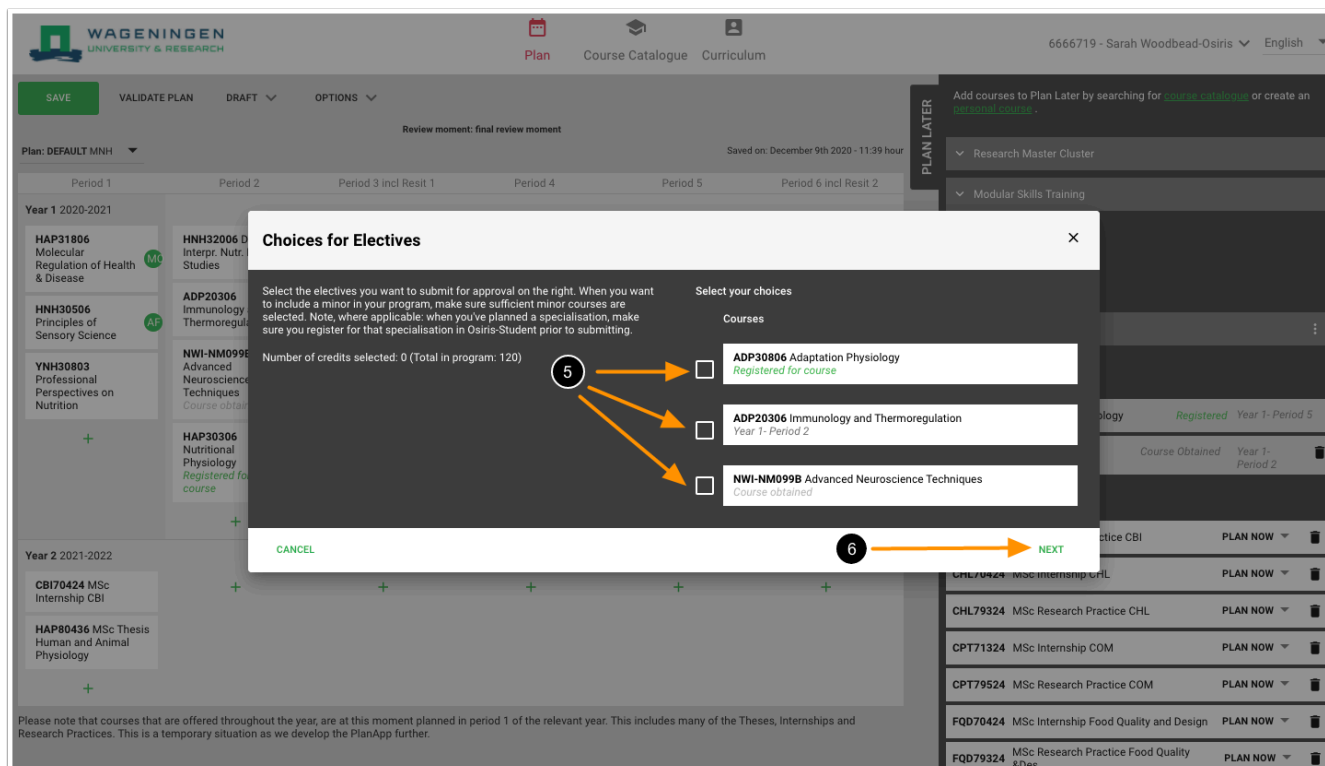 WAGENINGEN
UNIVERSITY & RESEARCH
Plan
Course Catalogue
Curriculum
6666719 - Sarah Woodbead-Osiris
English
SAVE
VALIDATE PLAN
DRAFT
OPTIONS
Review moment: final review moment
Plan: DEFAULT MNH
Saved on: December 9th 2020 - 11:39 hour
Period 1
Period 2
Period 3 incl Resit 1
Period 4
Period 5
Period 6 incl Resit 2
Year 1 2020-2021
HAP31806
Molecular
Regulation of Health
& Disease
MO
HNH30506
Principles of
Sensory Science
AF
YNH30803
Professional
Perspectives on
Nutrition
+
HNH32006 D
Interpr. Nutr.
Studies
ADP20306
Immunology
Thermoregula
NWI-NM099B
Advanced
Neuroscience
Techniques
Course obtain
HAP30306
Nutritional
Physiology
Registered fo
course
+
Year 2 2021-2022
CBI70424 MSc
Internship CBI
HAP80436 MSc Thesis
Human and Animal
Physiology
+
+
+
+
+
+
Please note that courses that are offered throughout the year, are at this moment planned in period 1 of the relevant year. This includes many of the Theses, Internships and
Research Practices. This is a temporary situation as we develop the PlanApp further.
PLAN LATER
Add courses to Plan Later by searching for course catalogue or create an
personal course .
Research Master Cluster
Modular Skills Training
Choices for Electives
×
Select the electives you want to submit for approval on the right. When you want
to include a minor in your program, make sure sufficient minor courses are
selected. Note, where applicable: when you've planned a specialisation, make
sure you register for that specialisation in Osiris-Student prior to submitting.
Number of credits selected: 0 (Total in program: 120)
5
Select your choices
Courses
ADP30806 Adaptation Physiology
Registered for course
ADP20306 Immunology and Thermoregulation
Year 1- Period 2
NWI-NM099B Advanced Neuroscience Techniques
Course obtained
CANCEL
6
NEXT
ology Registered Year 1- Period 5
Course Obtained Year 1-
Period 2
ctice CBI PLAN NOW
CHL70424 MSc Internship CHL PLAN NOW
CHL79324 MSc Research Practice CHL PLAN NOW
CPT71324 MSc Internship COM PLAN NOW
CPT79524 MSc Research Practice COM PLAN NOW
FQD70424 MSc Internship Food Quality and Design PLAN NOW
FQD79324 MSc Research Practice Food Quality PLAN NOW
&Des